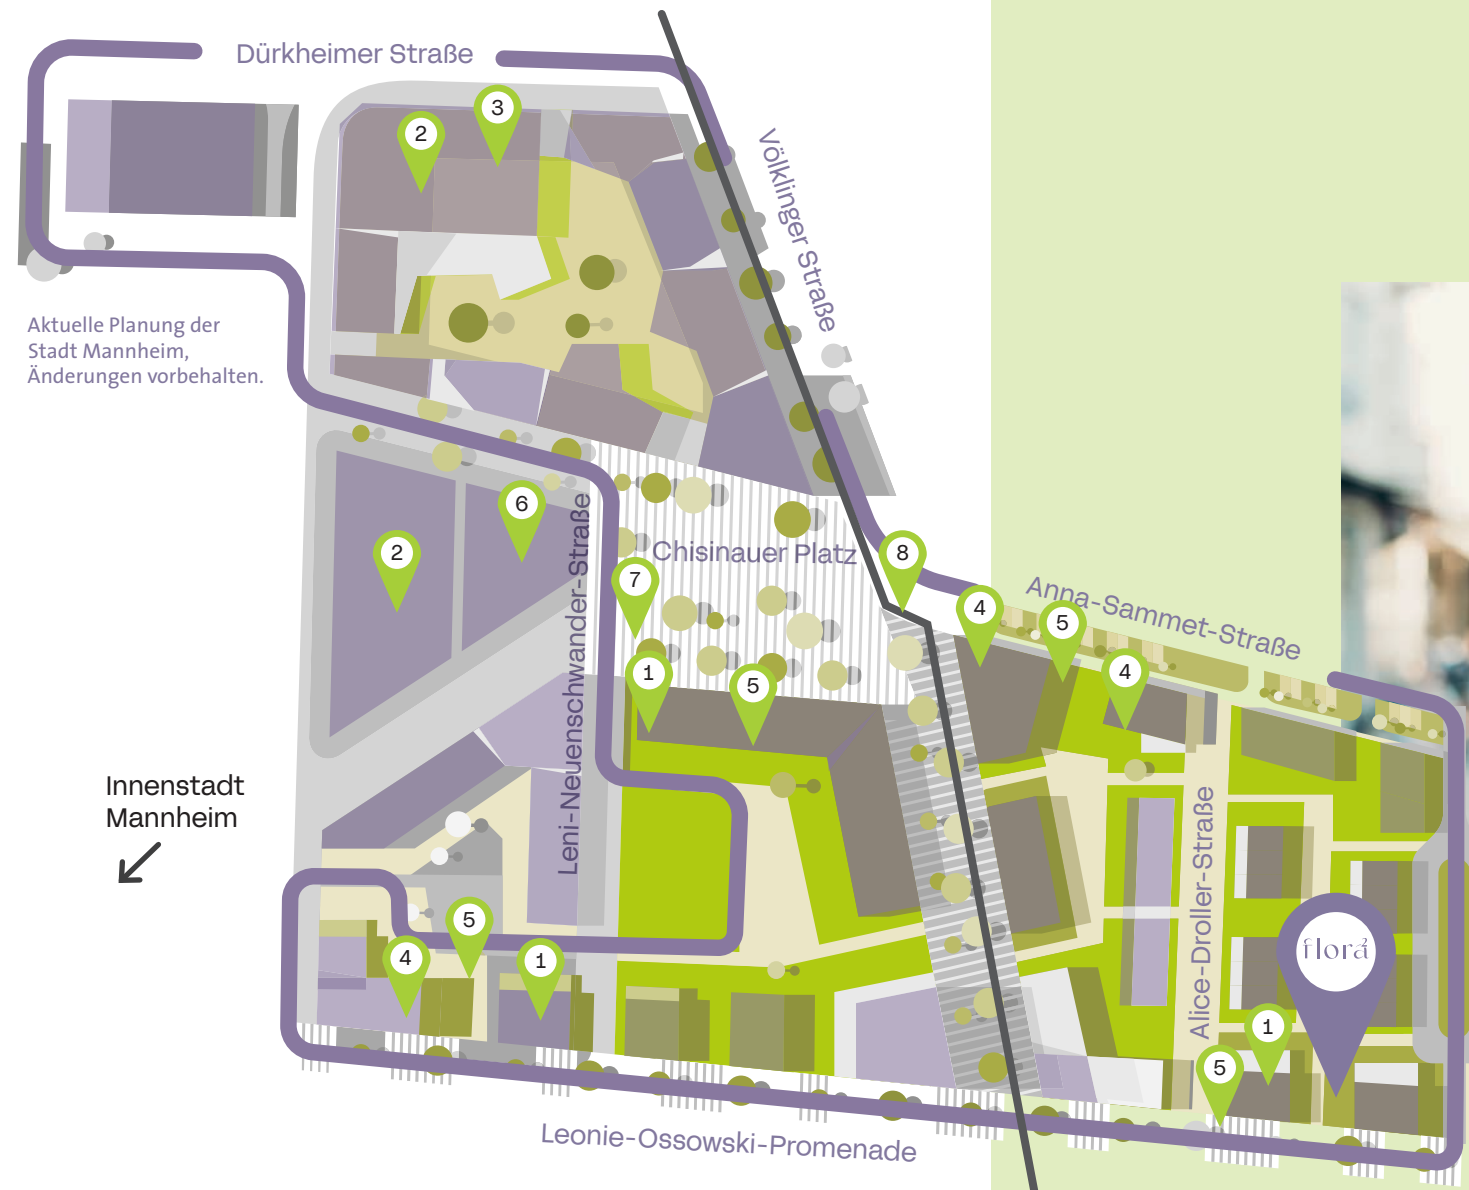 Dürkheimer Straße
3
2
Völklinger Straße
Aktuelle Planung der
Stadt Mannheim,
Änderungen vorbehalten.
6
2
Leni-Neuenschwander-Straße
Chisinauer Platz
8
7
4
5
Anna-Sammet-Straße
4
1
5
Innenstadt
Mannheim
Alice-Droller-Straße
5
4
1
flora²
1
5
Leonie-Ossowski-Promenade